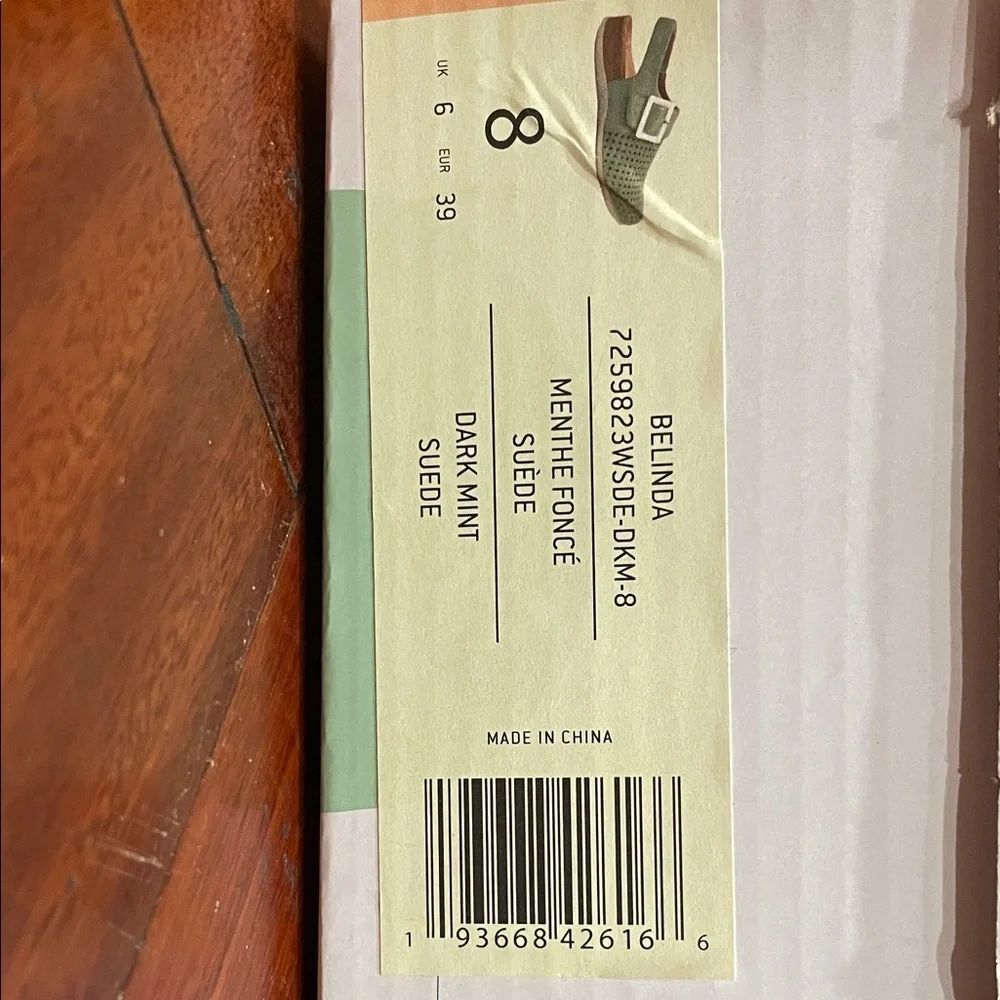 8
UK 6 EUR 39
BELINDA
7259823WSDE-DKM-8
MENTHE FONCÉ
SUÈDE
DARK MINT
SUEDE
MADE IN CHINA
1 93668 42616 6